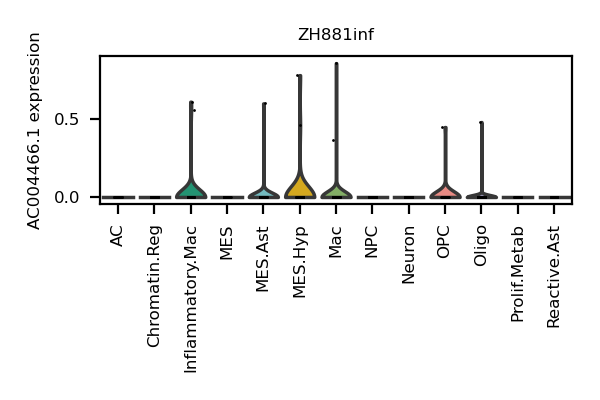 ZH881inf
AC004466.1 expression
0.5
0.0
AC
Chromatin.Reg
Inflammatory.Mac
MES
MES.Ast
MES.Hyp
Mac
NPC
Neuron
OPC
Oligo
Prolif.Metab
Reactive.Ast